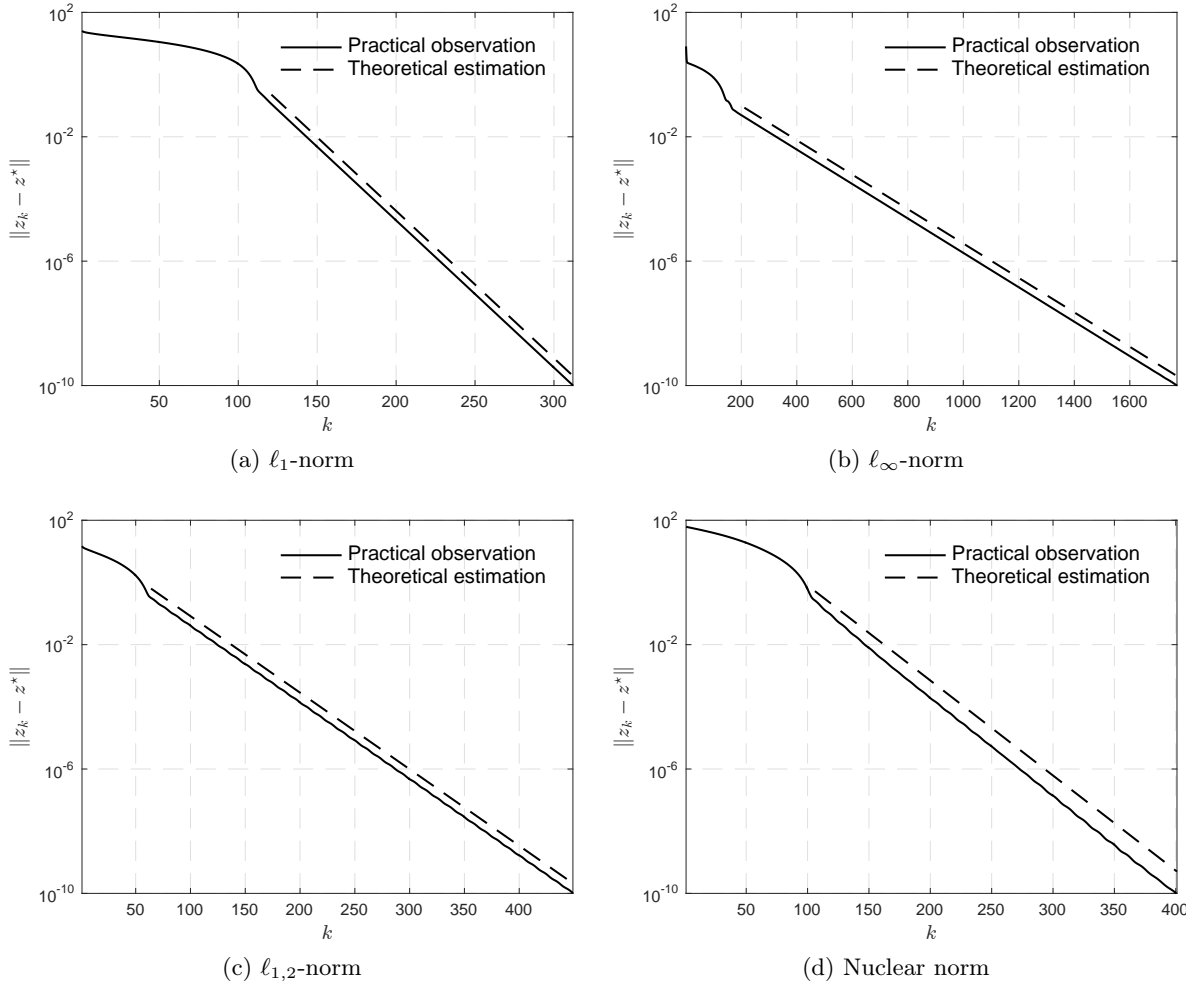 10^2
Practical observation
Theoretical estimation
10^-2
10^-6
10^-10
‖z_k − z^⋆‖
50 100 150 200 250 300
k
(a) ℓ_1-norm
10^2
Practical observation
Theoretical estimation
10^-2
10^-6
10^-10
‖z_k − z^⋆‖
200 400 600 800 1000 1200 1400 1600
k
(b) ℓ_∞-norm
10^2
Practical observation
Theoretical estimation
10^-2
10^-6
10^-10
‖z_k − z^⋆‖
50 100 150 200 250 300 350 400
k
(c) ℓ_{1,2}-norm
10^2
Practical observation
Theoretical estimation
10^-2
10^-6
10^-10
‖z_k − z^⋆‖
50 100 150 200 250 300 350 400
k
(d) Nuclear norm